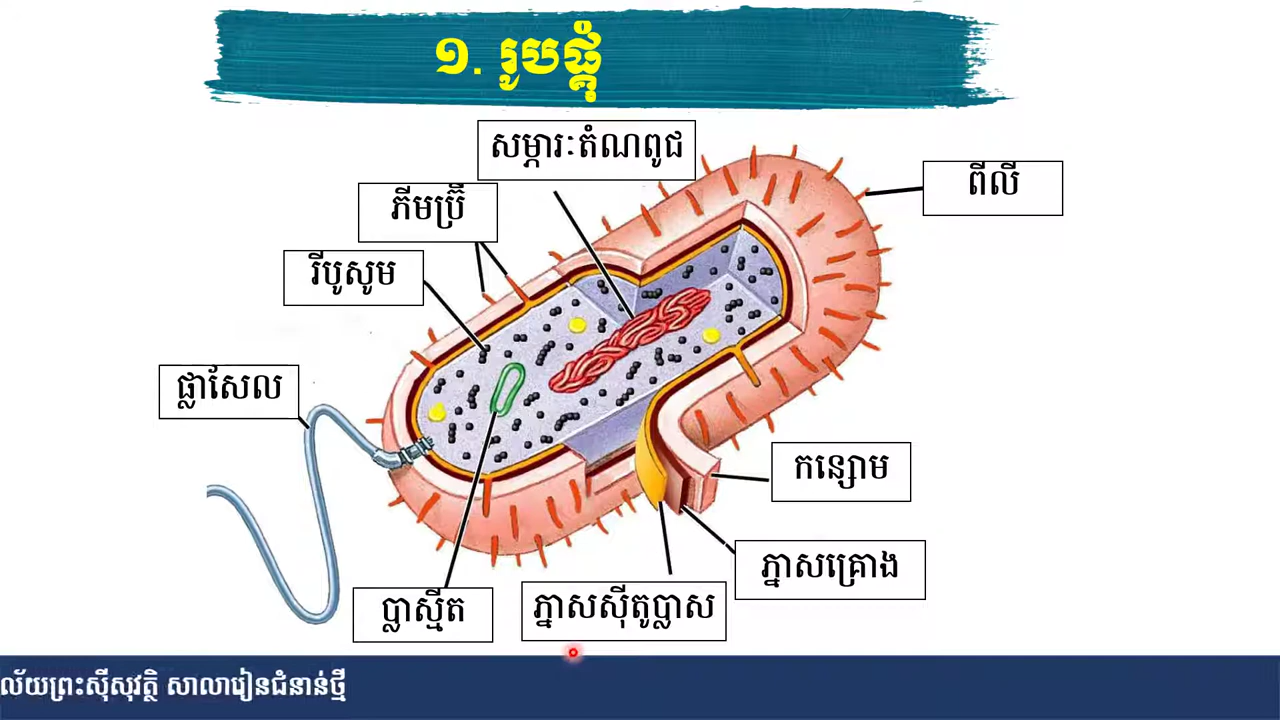 ១. រូបផ្គុំ
សម្ភារៈតំណពូជ
ពីលី
ភីមប្រ៊ី
រីបូសូម
ផ្លាសែល
កន្សោម
ភ្នាសគ្រោង
ប្លាស្មីត
ភ្នាសស៊ីតូប្លាស
ល័យព្រះស៊ីសុវត្ថិ សាលារៀនជំនាន់ថ្មី